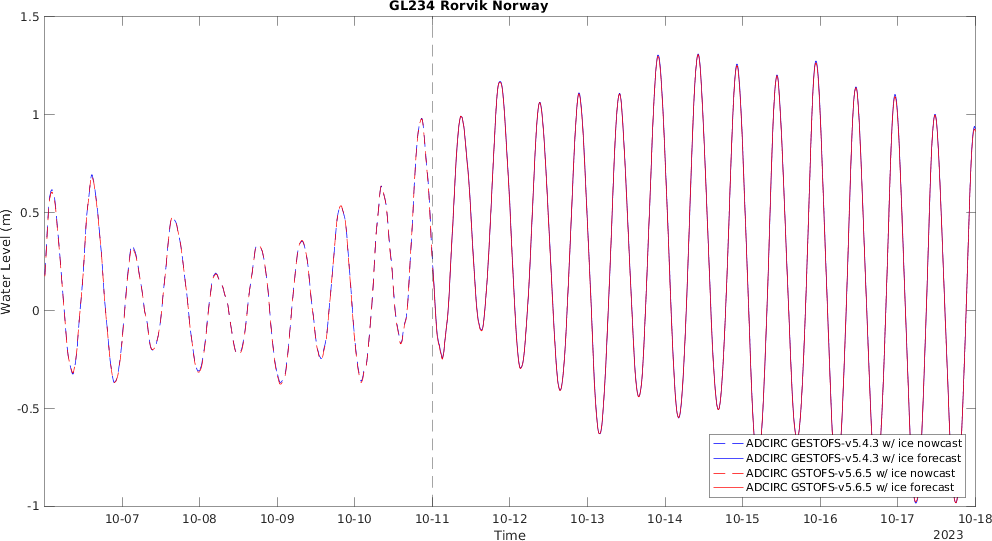 GL234 Rorvik Norway
1.5
1
0.5
0
-0.5
-1
Water Level (m)
10-07 10-08 10-09 10-10 10-11 10-12 10-13 10-14 10-15 10-16 10-17 10-18
Time
2023
ADCIRC GESTOFS-v5.4.3 w/ ice nowcast
ADCIRC GESTOFS-v5.4.3 w/ ice forecast
ADCIRC GSTOFS-v5.6.5 w/ ice nowcast
ADCIRC GSTOFS-v5.6.5 w/ ice forecast